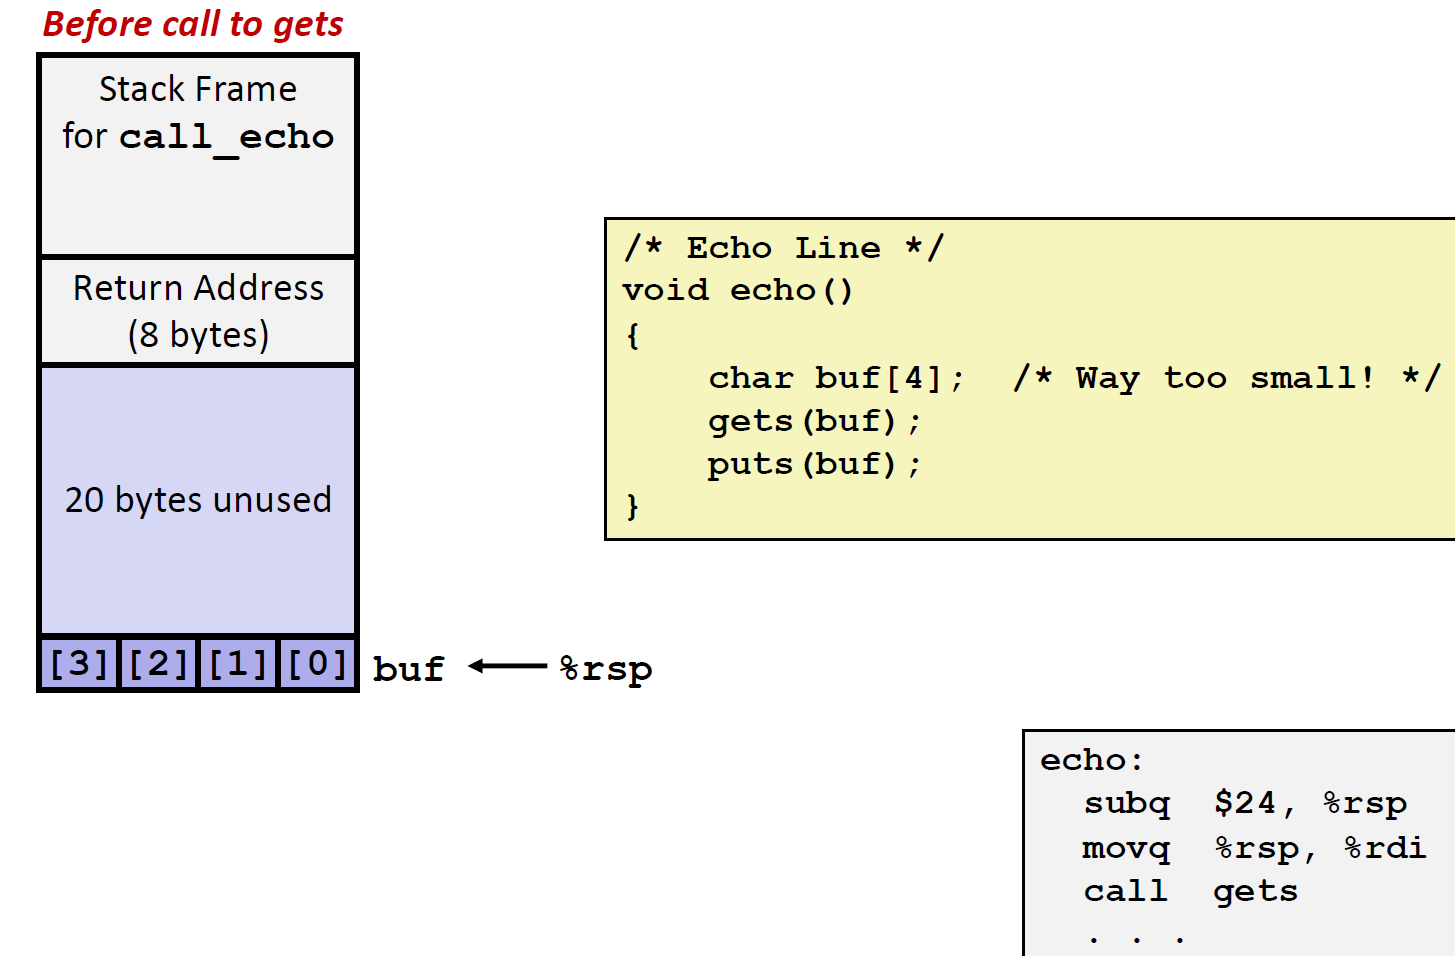 Before call to gets
Stack Frame
for call_echo
Return Address
(8 bytes)
20 bytes unused
[3] [2] [1] [0] buf %rsp
/* Echo Line */
void echo()
{
    char buf[4];  /* Way too small! */
    gets(buf);
    puts(buf);
}
echo:
  subq  $24, %rsp
  movq  %rsp, %rdi
  call  gets
  . . .